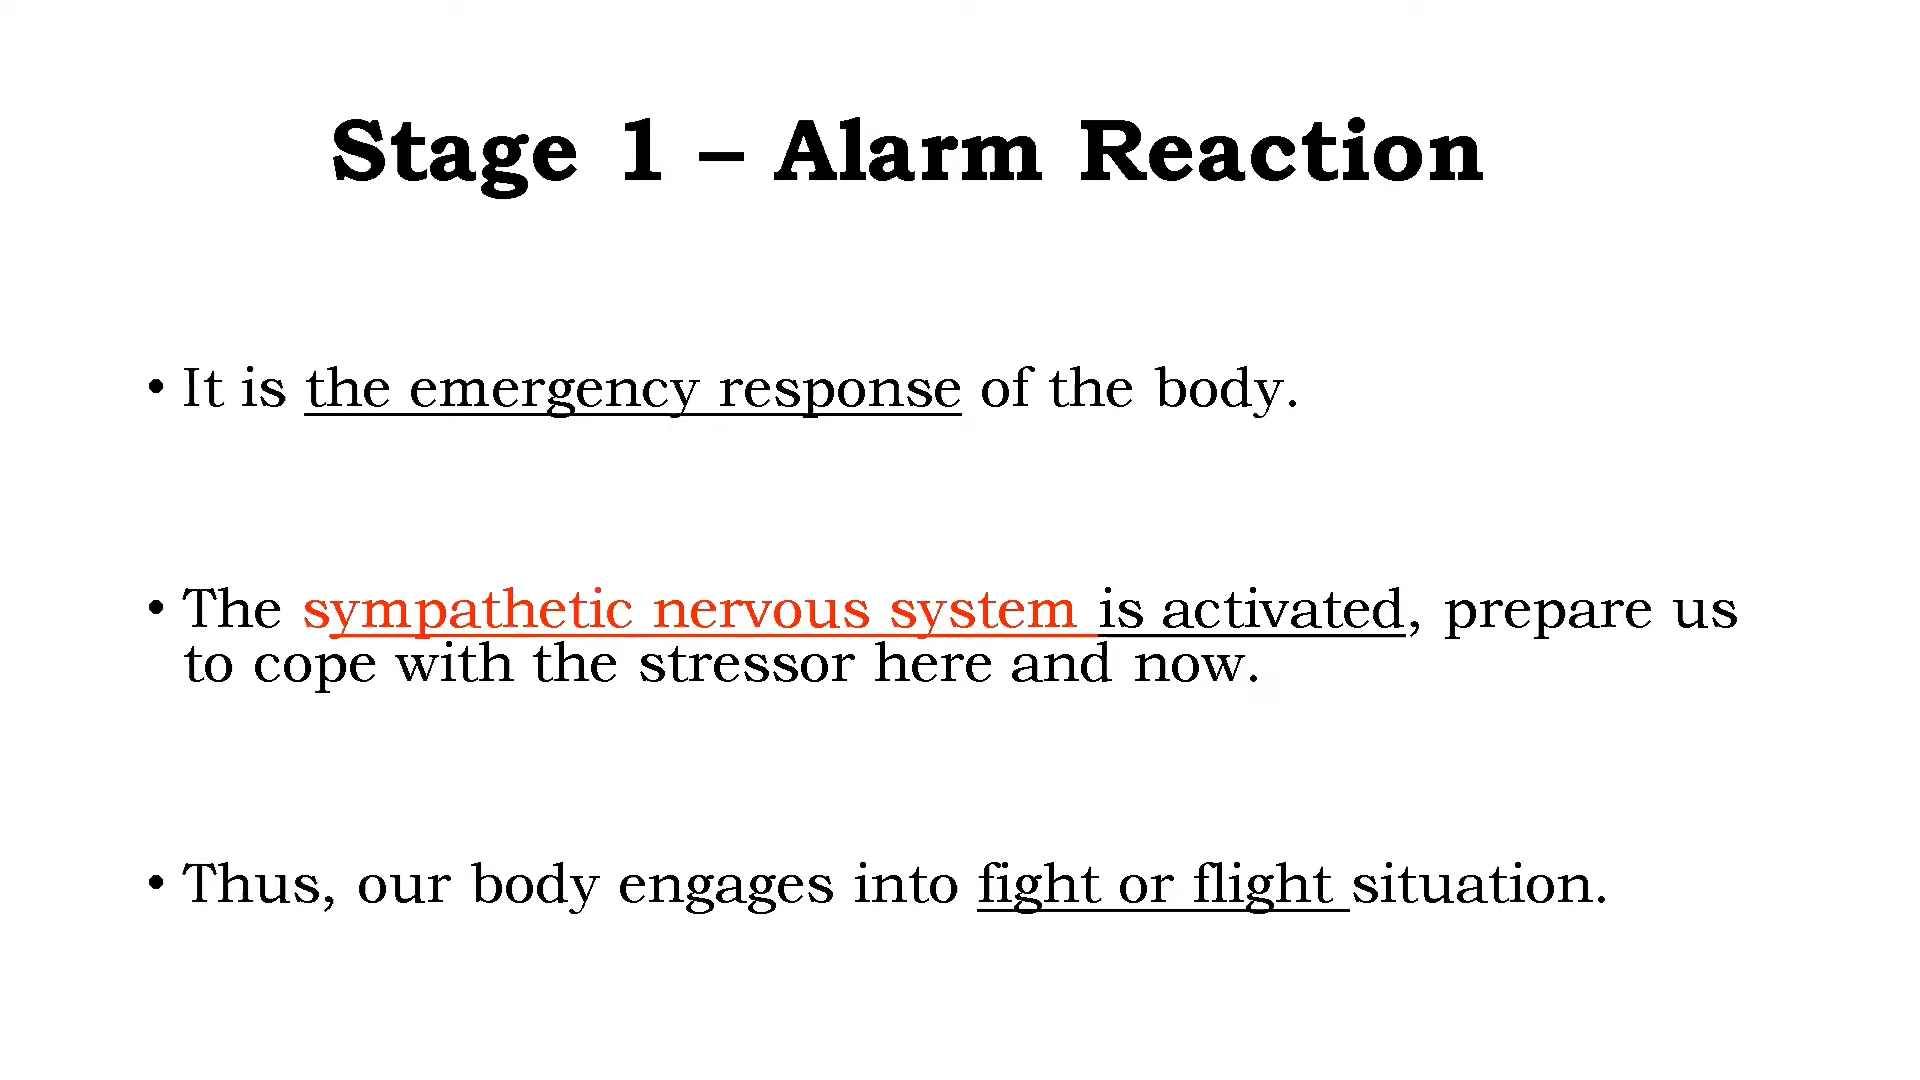 Stage 1 – Alarm Reaction
• It is the emergency response of the body.
• The sympathetic nervous system is activated, prepare us
to cope with the stressor here and now.
• Thus, our body engages into fight or flight situation.